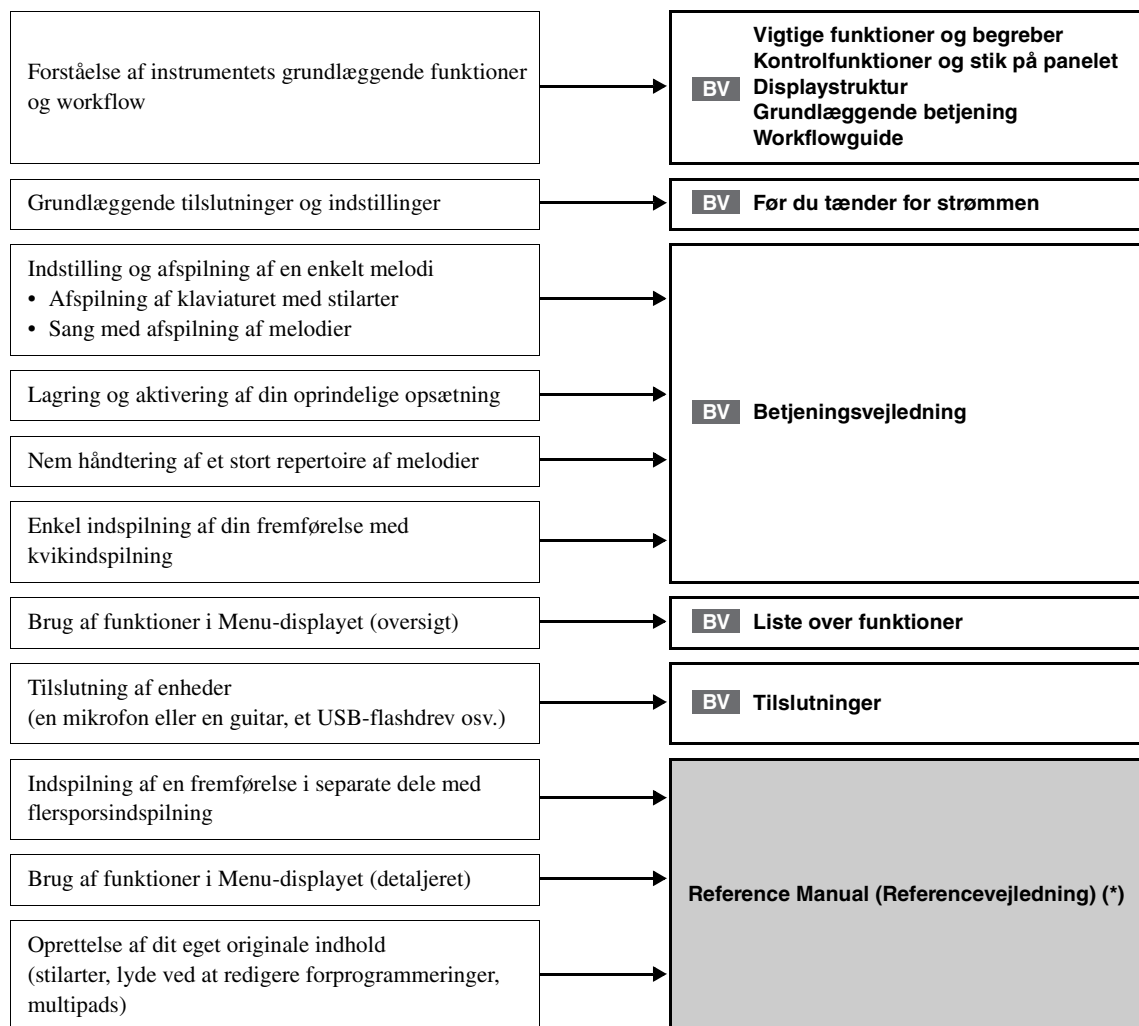 Forståelse af instrumentets grundlæggende funktioner
og workflow
BV
Vigtige funktioner og begreber
Kontrolfunktioner og stik på panelet
Displaystruktur
Grundlæggende betjening
Workflowguide
Grundlæggende tilslutninger og indstillinger
BV Før du tænder for strømmen
Indstilling og afspilning af en enkelt melodi
• Afspilning af klaviaturet med stilarter
• Sang med afspilning af melodier
Lagring og aktivering af din oprindelige opsætning
Nem håndtering af et stort repertoire af melodier
Enkel indspilning af din fremførelse med
kvikindspilning
BV Betjeningsvejledning
Brug af funktioner i Menu-displayet (oversigt)
BV Liste over funktioner
Tilslutning af enheder
(en mikrofon eller en guitar, et USB-flashdrev osv.)
BV Tilslutninger
Indspilning af en fremførelse i separate dele med
flersporsindspilning
Brug af funktioner i Menu-displayet (detaljeret)
Oprettelse af dit eget originale indhold
(stilarter, lyde ved at redigere forprogrammeringer,
multipads)
Reference Manual (Referencevejledning) (*)